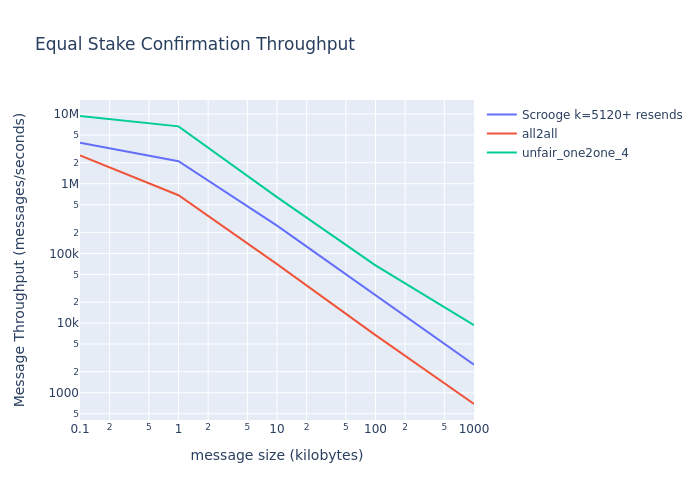 Equal Stake Confirmation Throughput
Message Throughput (messages/seconds)
10M
5
2
1M
5
2
100k
5
2
10k
5
2
1000
5
0.1 2 5 1 2 5 10 2 5 100 2 5 1000
message size (kilobytes)
Scrooge k=5120+ resends
all2all
unfair_one2one_4